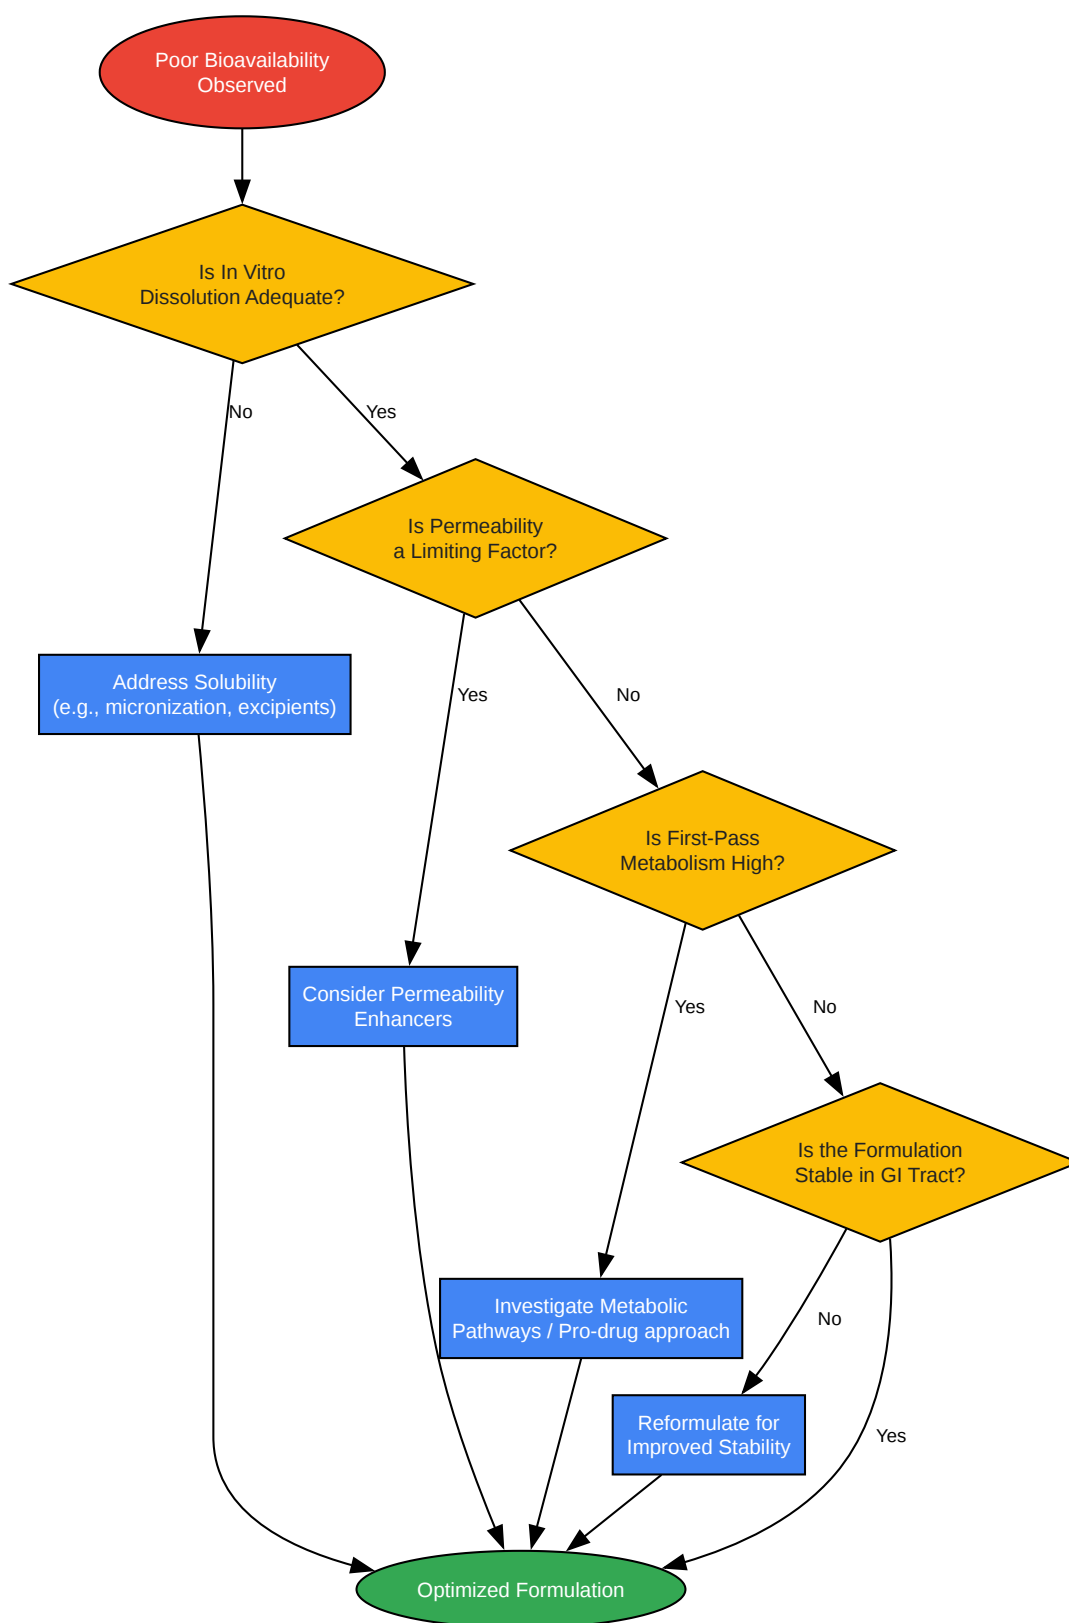 Poor Bioavailability
Observed
Is In Vitro
Dissolution Adequate?
No
Yes
Is Permeability
a Limiting Factor?
Address Solubility
(e.g., micronization, excipients)
Yes
No
Is First-Pass
Metabolism High?
Consider Permeability
Enhancers
Yes
No
Is the Formulation
Stable in GI Tract?
Investigate Metabolic
Pathways / Pro-drug approach
No
Reformulate for
Improved Stability
Yes
Optimized Formulation